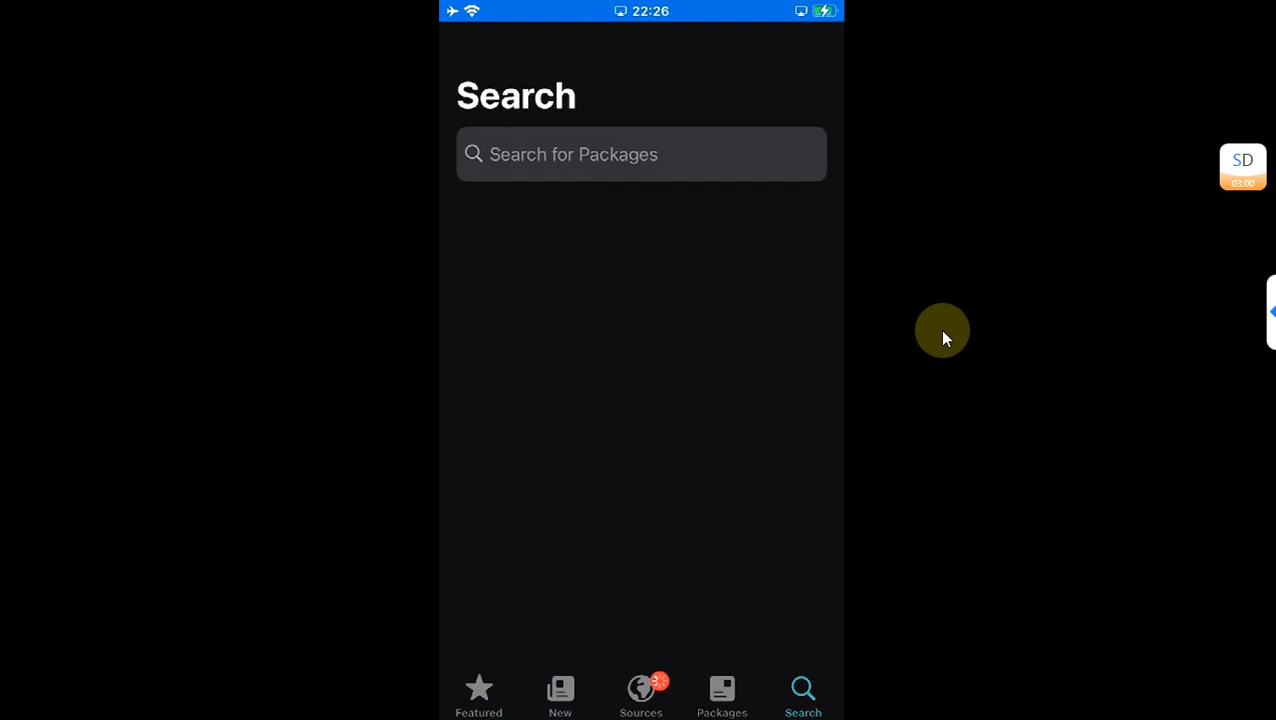 22:26
Search
Search for Packages
SD
03:00
Featured New Sources Packages Search